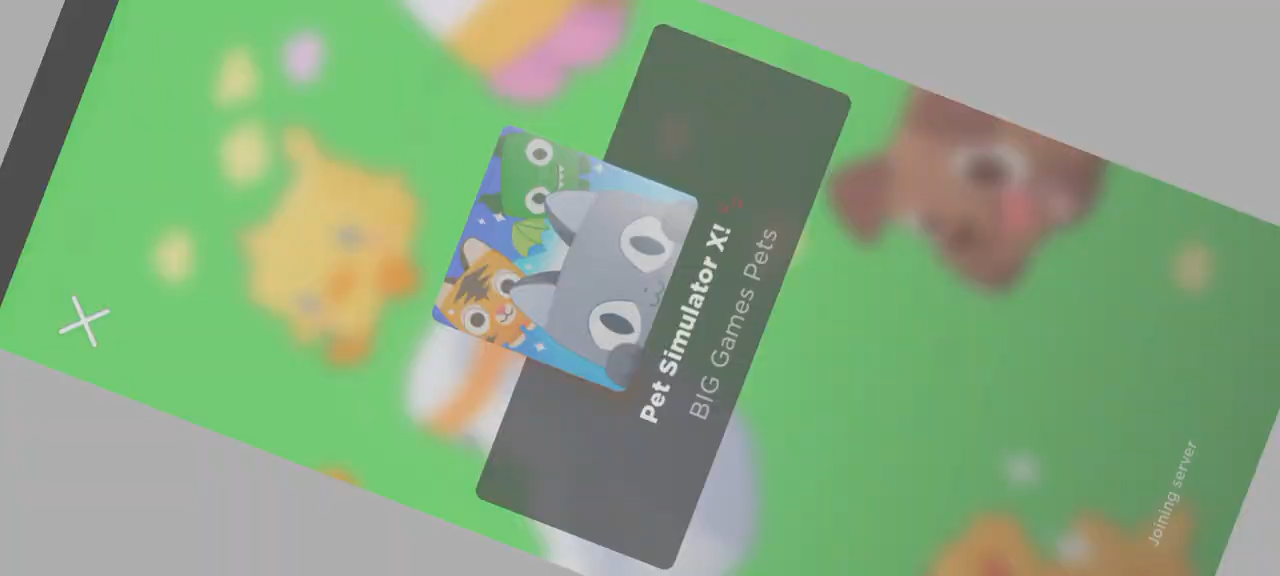 Pet Simulator X! 🐾
BIG Games Pets
Joining server